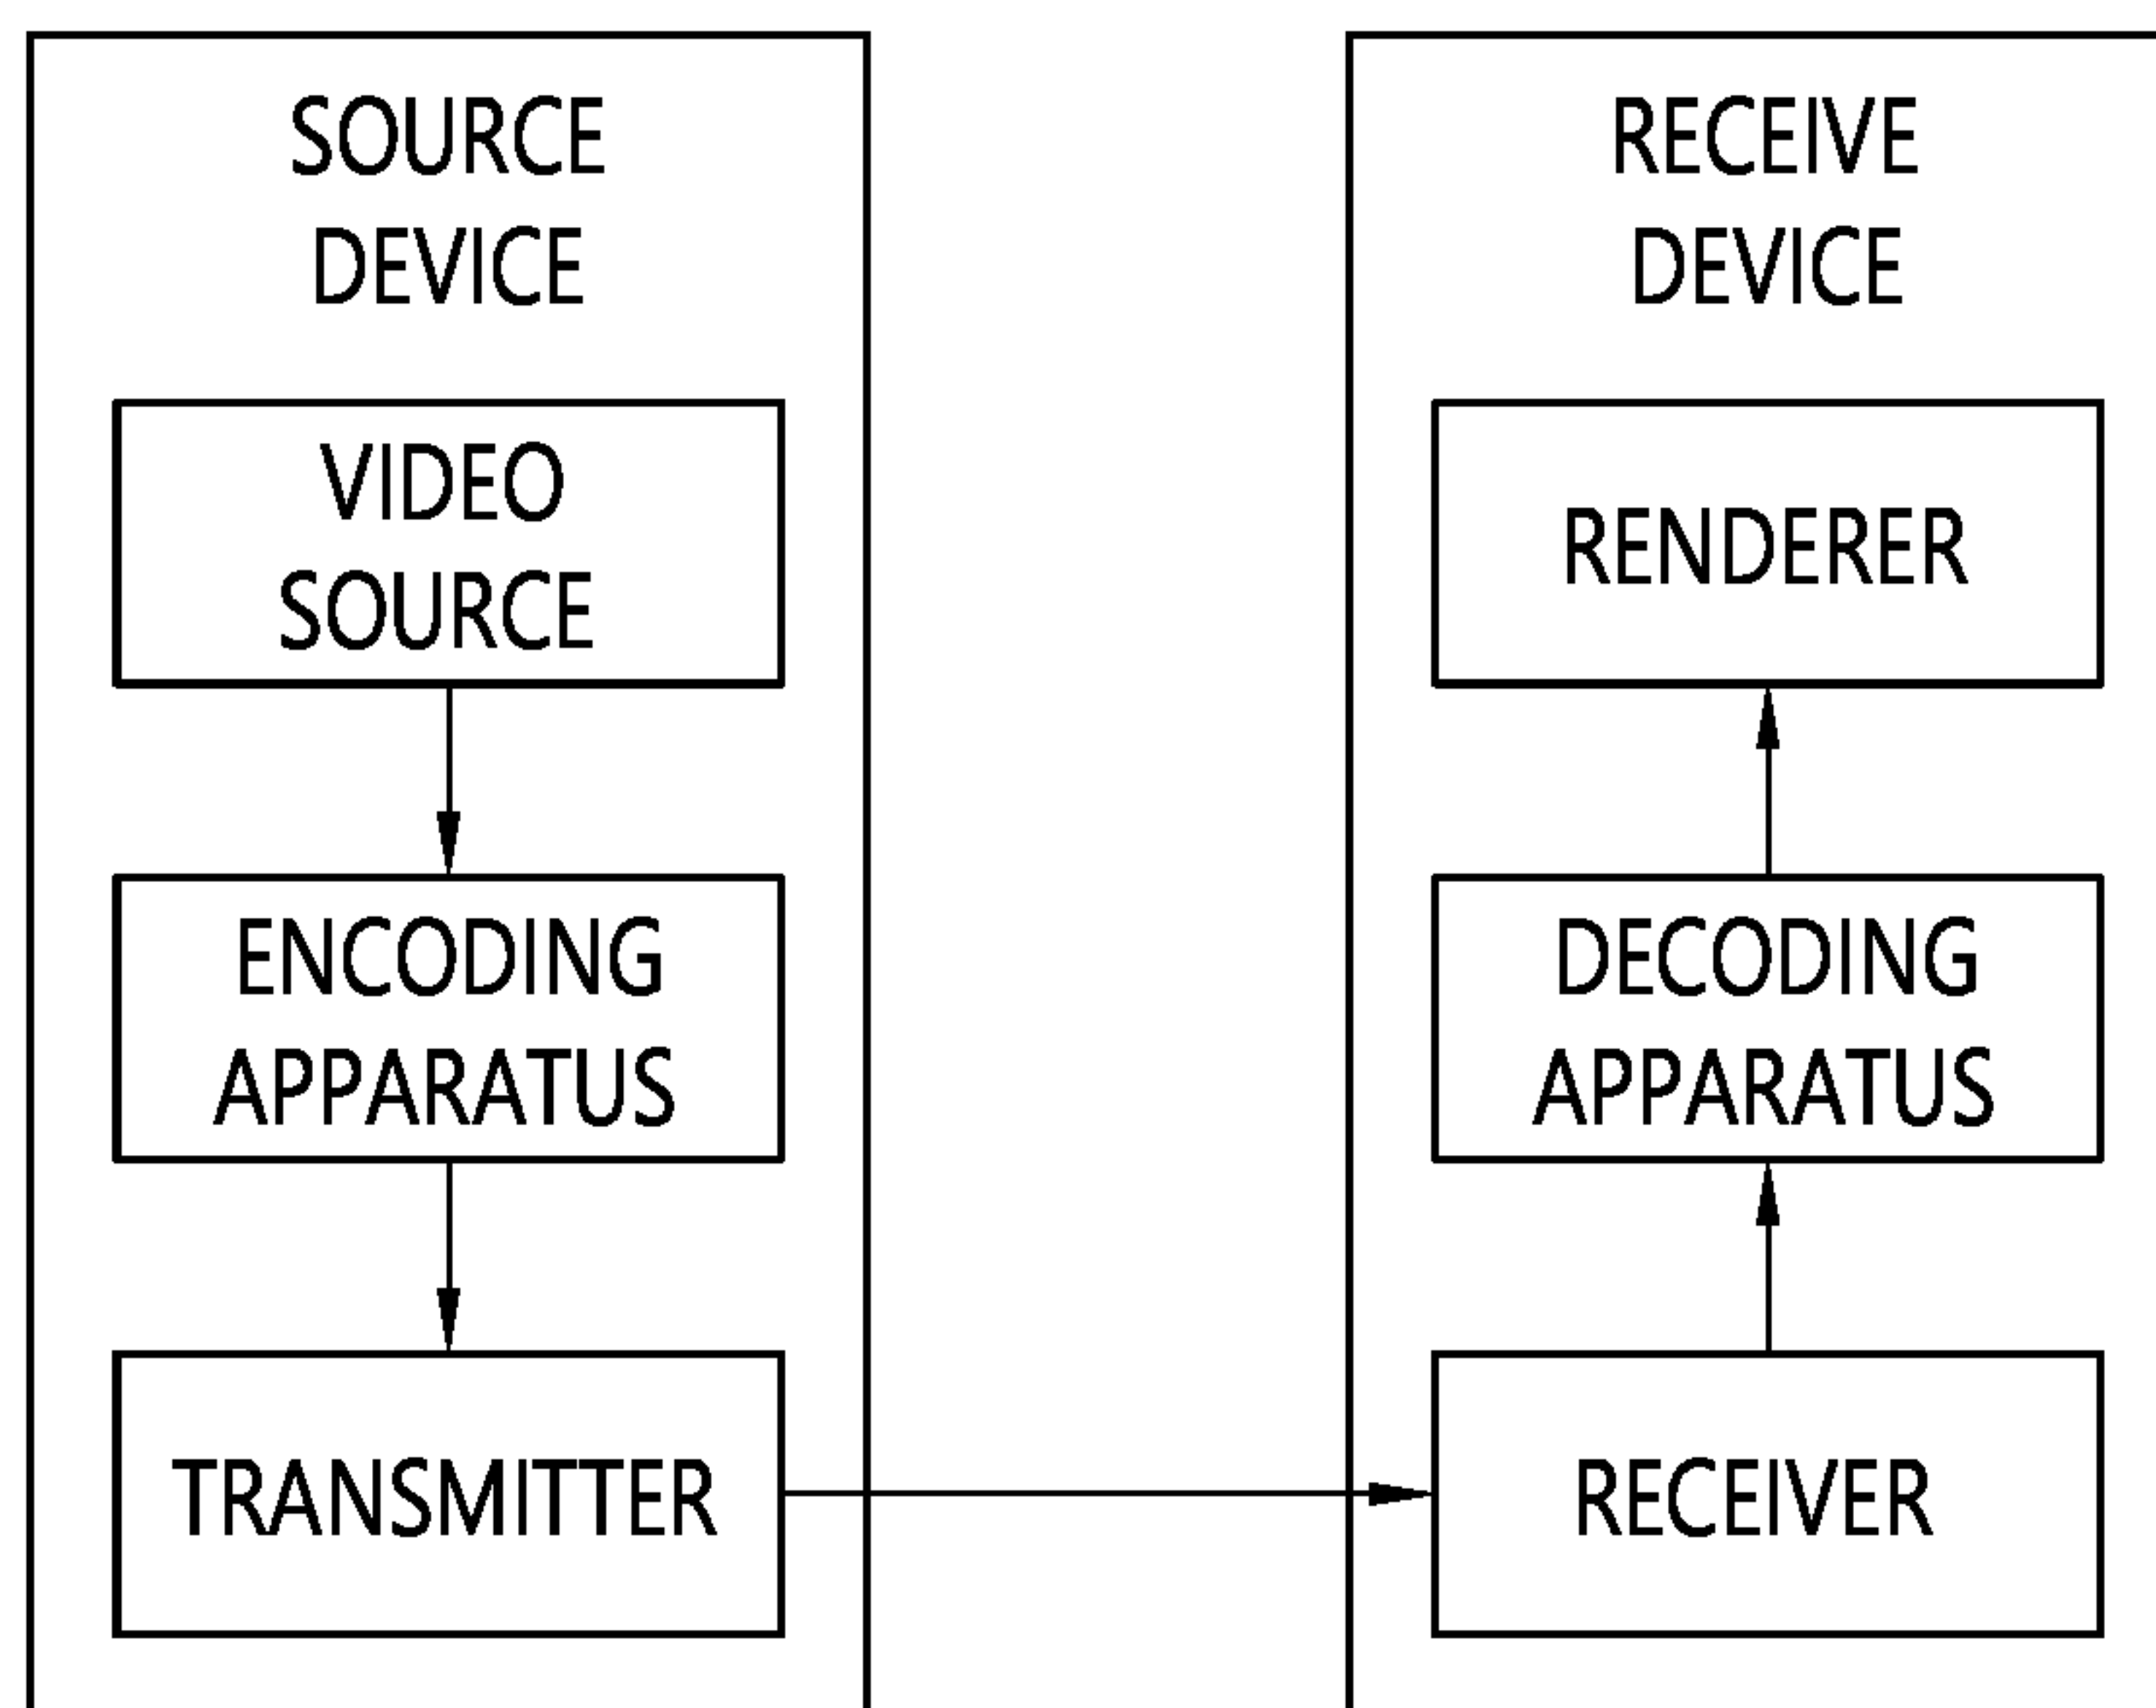 SOURCE
DEVICE
VIDEO
SOURCE
ENCODING
APPARATUS
TRANSMITTER
RECEIVE
DEVICE
RENDERER
DECODING
APPARATUS
RECEIVER